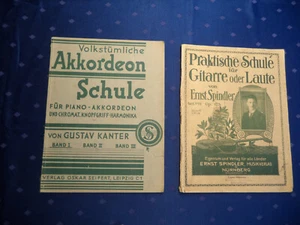 Volkstümliche
Akkordeon
Schule
FÜR PIANO-AKKORDEON
UND CHROMAT. KNOPFGRIFF-HARMONIKA
VON GUSTAV KANTER
BAND I BAND II BAND III
VERLAG OSKAR SEIFERT, LEIPZIG C1
Praktische Schule
für
Gitarre oder Laute
von
Ernst Spindler
Eigentum und Verlag für alle Länder
ERNST SPINDLER, MUSIKVERLAG
NÜRNBERG